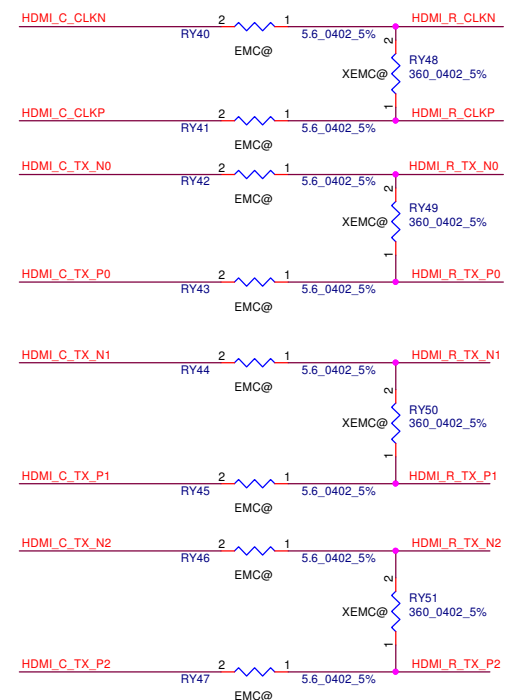 HDMI_C_CLKN 2 1 HDMI_R_CLKN
RY40 5.6_0402_5%
EMC@
2
RY48
XEMC@ 360_0402_5%
1
HDMI_C_CLKP 2 1 HDMI_R_CLKP
RY41 5.6_0402_5%
EMC@
HDMI_C_TX_N0 2 1 HDMI_R_TX_N0
RY42 5.6_0402_5%
2
EMC@
RY49
XEMC@ 360_0402_5%
1
HDMI_C_TX_P0 2 1 HDMI_R_TX_P0
RY43 5.6_0402_5%
EMC@
HDMI_C_TX_N1 2 1 HDMI_R_TX_N1
RY44 5.6_0402_5%
EMC@
2
RY50
XEMC@ 360_0402_5%
1
HDMI_C_TX_P1 2 1 HDMI_R_TX_P1
RY45 5.6_0402_5%
EMC@
HDMI_C_TX_N2 2 1 HDMI_R_TX_N2
RY46 5.6_0402_5%
EMC@
2
RY51
XEMC@ 360_0402_5%
1
HDMI_C_TX_P2 2 1 HDMI_R_TX_P2
RY47 5.6_0402_5%
EMC@